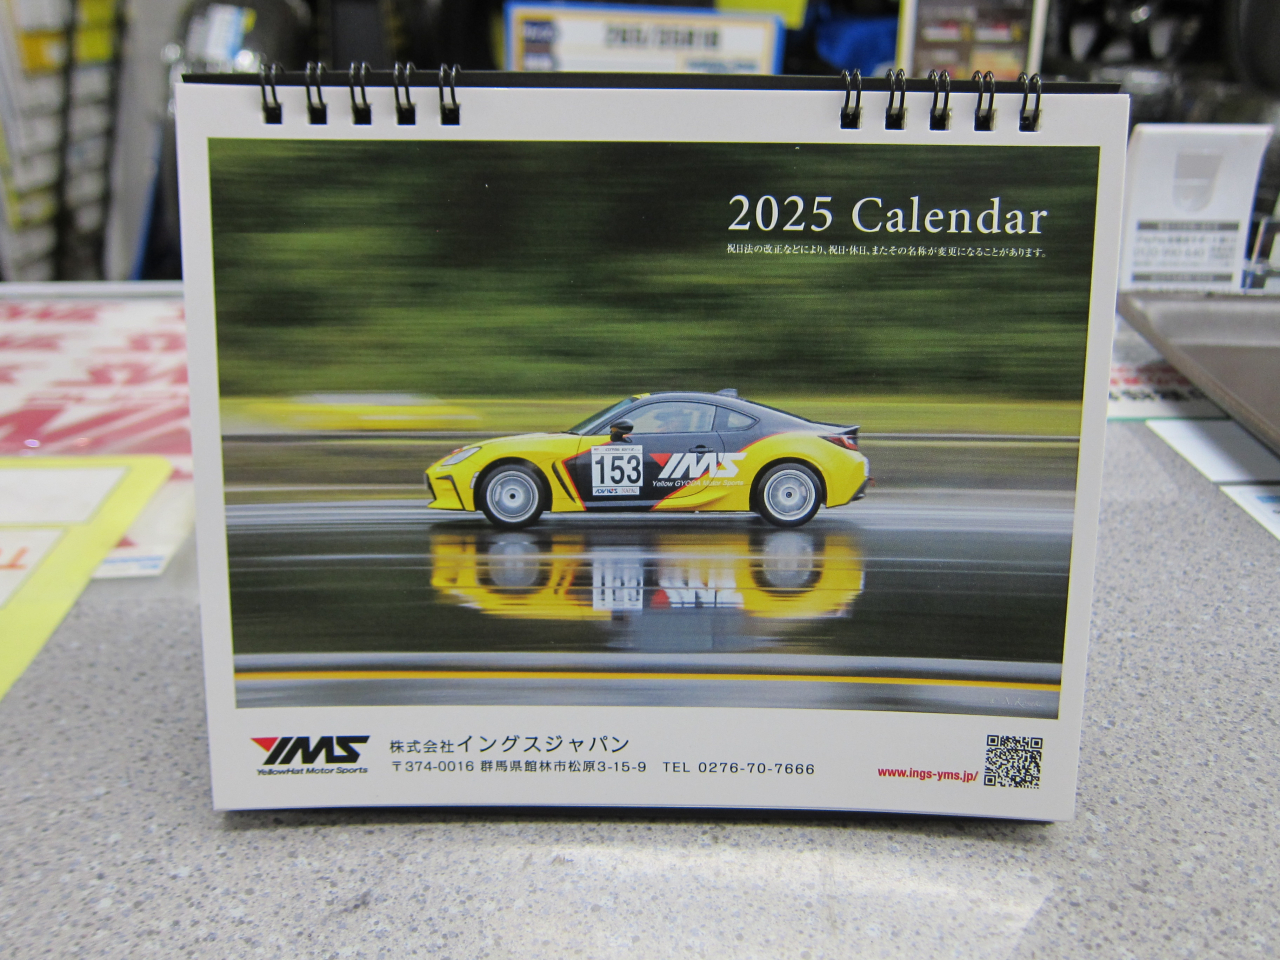 265/35R18
2025 Calendar
祝日法の改正などにより、祝日・休日、またその名称が変更になることがあります。
153
YMS
Yellow GYODA Motor Sports
YMS
YellowHat Motor Sports
株式会社イングスジャパン
〒374-0016 群馬県館林市松原3-15-9 TEL 0276-70-7666
www.ings-yms.jp/